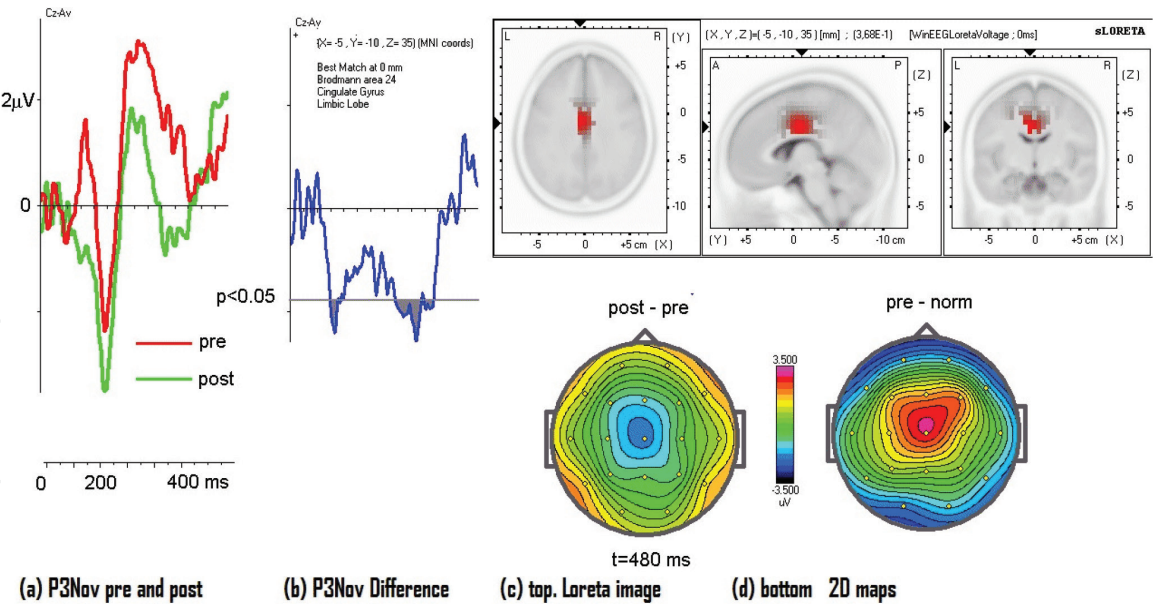 Cz-Av
2µV
0
pre
post
0 200 400 ms
Cz-Av
+
(X= -5 , Y= -10 , Z= 35) (MNI coords)
Best Match at 0 mm
Brodmann area 24
Cingulate Gyrus
Limbic Lobe
p<0.05
L R (Y)
+5
0
-5
-10
-5 0 +5 cm (X)
(X , Y , Z )=(-5 , -10 , 35 ) [mm] ; (3,68E-1) [WinEEGLoretaVoltage ; 0ms] sLORETA
A P (Z)
+5
0
-5
(Y) +5 0 -5 -10 cm
L R (Z)
+5
0
-5
-5 0 +5 cm (X)
post - pre
pre - norm
3.500
-3.500
uV
t=480 ms
(a) P3Nov pre and post
(b) P3Nov Difference
(c) top. Loreta image
(d) bottom 2D maps